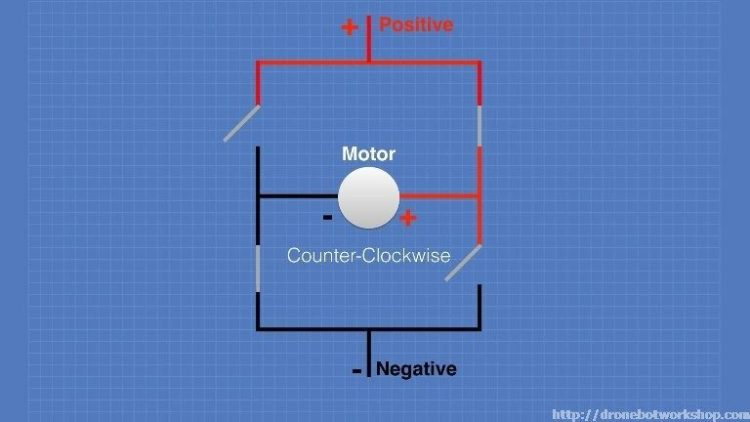 + Positive
Motor
- +
Counter-Clockwise
- Negative
http://dronebotworkshop.com